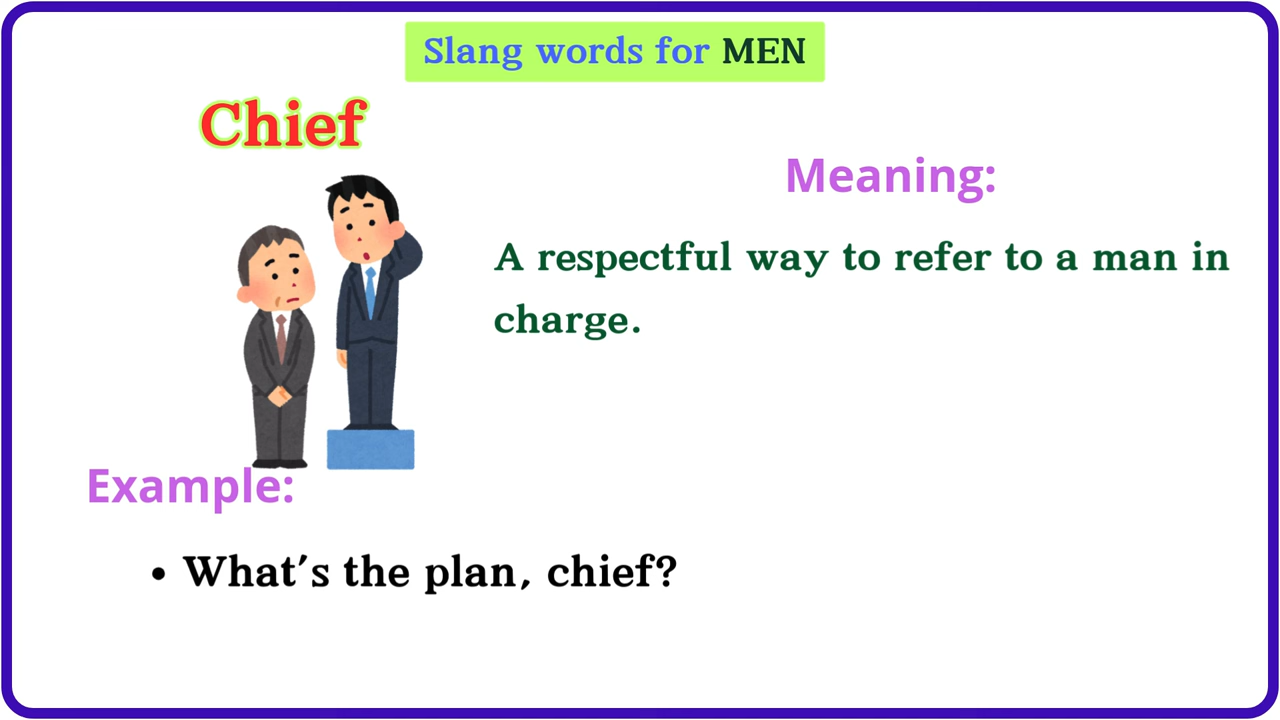 Slang words for MEN
Chief
Meaning:
A respectful way to refer to a man in
charge.
Example:
• What's the plan, chief?